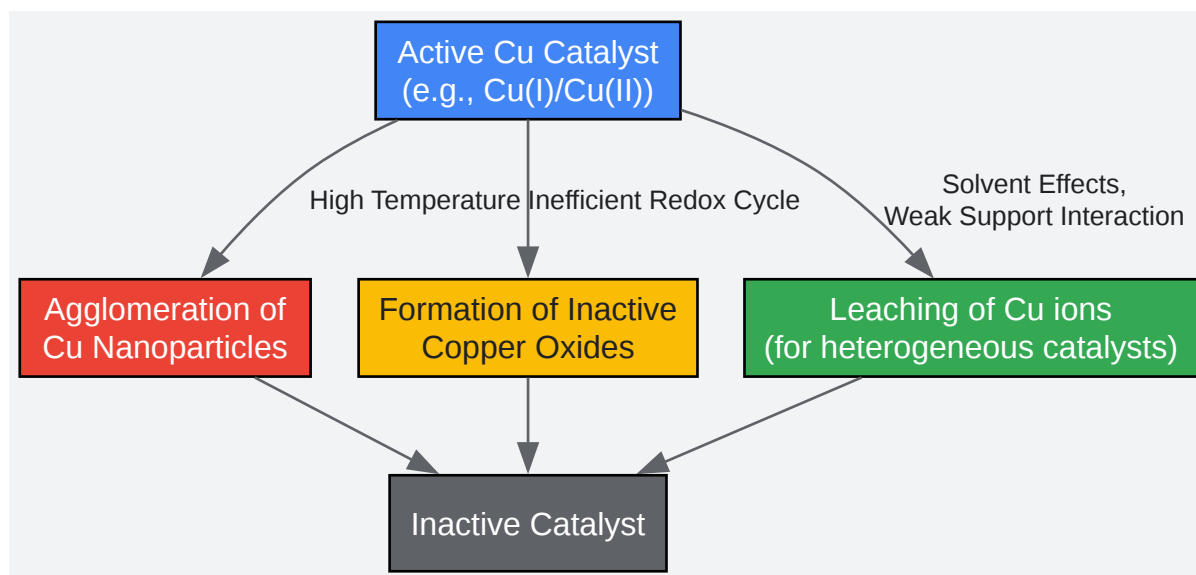 Active Cu Catalyst
(e.g., Cu(I)/Cu(II))
High Temperature
Inefficient Redox Cycle
Solvent Effects,
Weak Support Interaction
Agglomeration of
Cu Nanoparticles
Formation of Inactive
Copper Oxides
Leaching of Cu ions
(for heterogeneous catalysts)
Inactive Catalyst